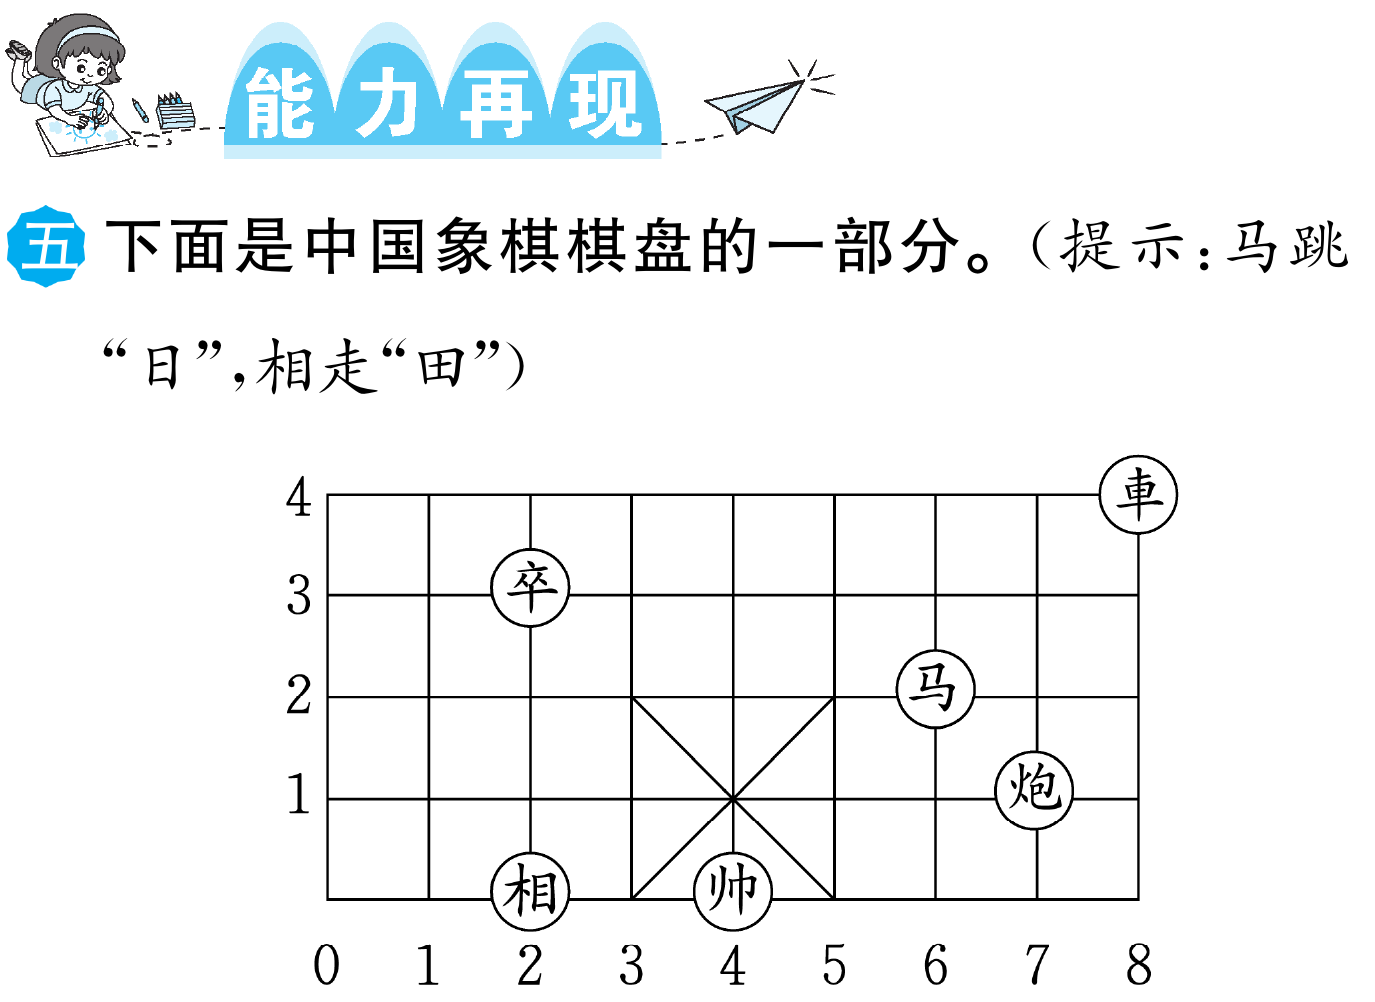 能力再现
五 下面是中国象棋棋盘的一部分。(提示:马跳
“日”,相走“田”)
4 車
3 卒
2 马
1 炮
相 帅
0 1 2 3 4 5 6 7 8